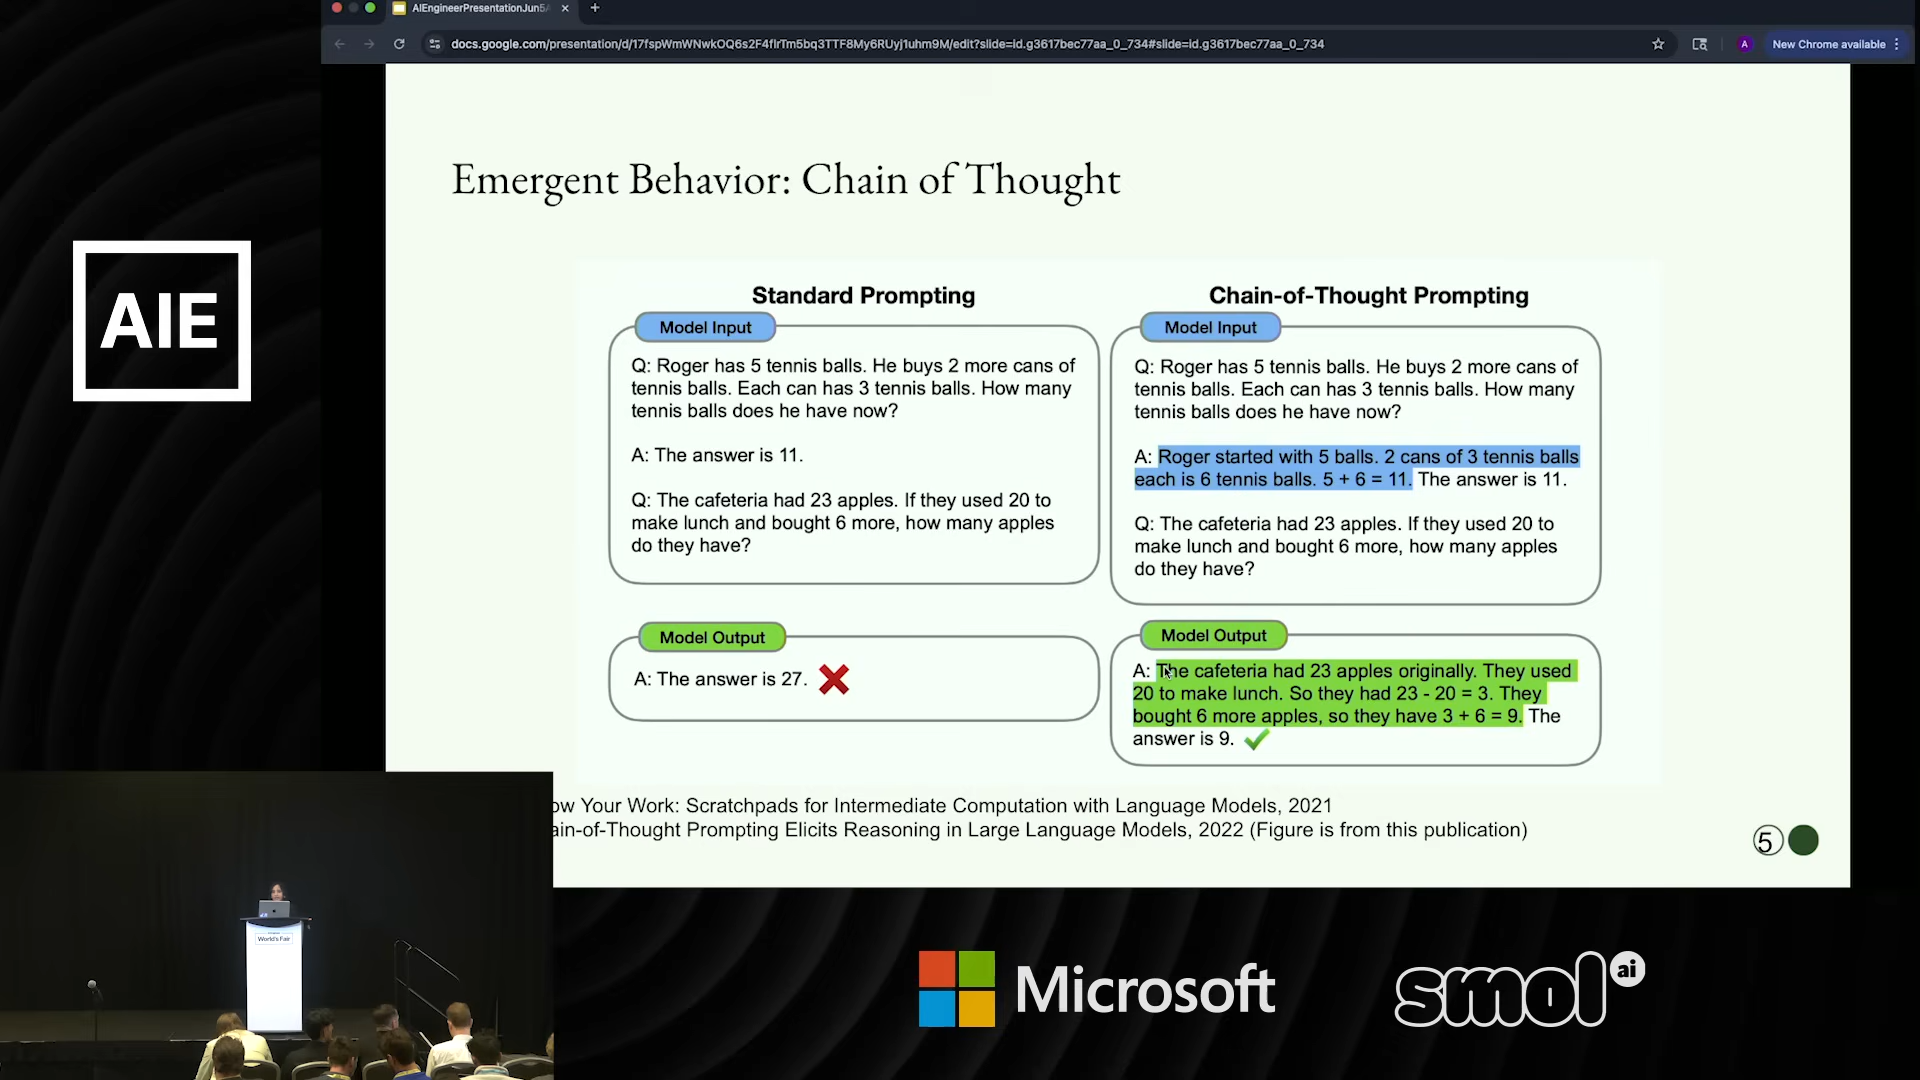 AIEngineerPresentationJun5A
docs.google.com/presentation/d/17fspWmWNwkOQ6s2F4flrTm5bq3TTF8My6RUyj1uhm9M/edit?slide=id.g3617bec77aa_0_734#slide=id.g3617bec77aa_0_734
A
New Chrome available
AIE
Emergent Behavior: Chain of Thought
Standard Prompting
Model Input
Q: Roger has 5 tennis balls. He buys 2 more cans of
tennis balls. Each can has 3 tennis balls. How many
tennis balls does he have now?
A: The answer is 11.
Q: The cafeteria had 23 apples. If they used 20 to
make lunch and bought 6 more, how many apples
do they have?
Model Output
A: The answer is 27.
Chain-of-Thought Prompting
Model Input
Q: Roger has 5 tennis balls. He buys 2 more cans of
tennis balls. Each can has 3 tennis balls. How many
tennis balls does he have now?
A: Roger started with 5 balls. 2 cans of 3 tennis balls
each is 6 tennis balls. 5 + 6 = 11. The answer is 11.
Q: The cafeteria had 23 apples. If they used 20 to
make lunch and bought 6 more, how many apples
do they have?
Model Output
A: The cafeteria had 23 apples originally. They used
20 to make lunch. So they had 23 - 20 = 3. They
bought 6 more apples, so they have 3 + 6 = 9. The
answer is 9.
ow Your Work: Scratchpads for Intermediate Computation with Language Models, 2021
ain-of-Thought Prompting Elicits Reasoning in Large Language Models, 2022 (Figure is from this publication)
5
World's Fair
Microsoft
smol ai